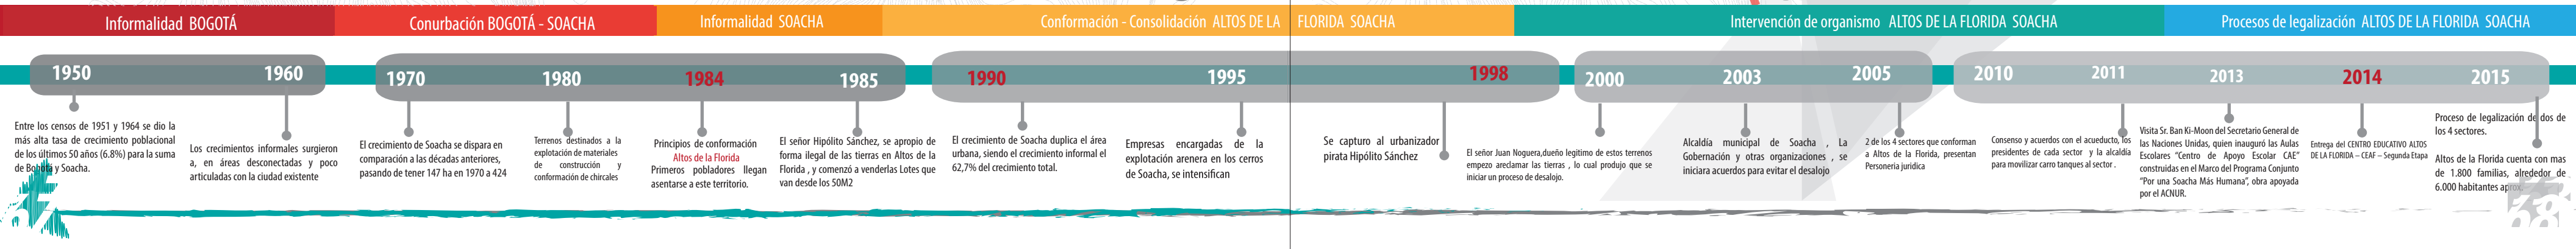 Informalidad BOGOTÁ
Conurbación BOGOTÁ - SOACHA
Informalidad SOACHA
Conformación - Consolidación ALTOS DE LA FLORIDA SOACHA
Intervención de organismo ALTOS DE LA FLORIDA SOACHA
Procesos de legalización ALTOS DE LA FLORIDA SOACHA
1950
1960
1970
1980
1984
1985
1990
1995
1998
2000
2003
2005
2010
2011
2013
2014
2015
Entre los censos de 1951 y 1964 se dio la
más alta tasa de crecimiento poblacional
de los últimos 50 años (6.8%) para la suma
de Bogotá y Soacha.
Los crecimientos informales surgieron
a, en áreas desconectadas y poco
articuladas con la ciudad existente
El crecimiento de Soacha se dispara en
comparación a las décadas anteriores,
pasando de tener 147 ha en 1970 a 424
Terrenos destinados a la
explotación de materiales
de construcción y
conformación de chircales
Principios de conformación
Altos de la Florida
Primeros pobladores llegan
asentarse a este territorio.
El señor Hipólito Sánchez, se apropio de
forma ilegal de las tierras en Altos de la
Florida , y comenzó a venderlas Lotes que
van desde los 50M2
El crecimiento de Soacha duplica el área
urbana, siendo el crecimiento informal el
62,7% del crecimiento total.
Empresas encargadas de la
explotación arenera en los cerros
de Soacha, se intensifican
Se capturo al urbanizador
pirata Hipólito Sánchez
El señor Juan Noguera,dueño legitimo de estos terrenos
empezo areclamar las tierras , lo cual produjo que se
iniciar un proceso de desalojo.
Alcaldía municipal de Soacha , La
Gobernación y otras organizaciones , se
iniciara acuerdos para evitar el desalojo
2 de los 4 sectores que conforman
a Altos de la Florida, presentan
Personeria juridica
Consenso y acuerdos con el acueducto, los
presidentes de cada sector y la alcaldía
para movilizar carro tanques al sector .
Visita Sr. Ban Ki-Moon del Secretario General de
las Naciones Unidas, quien inauguró las Aulas
Escolares “Centro de Apoyo Escolar CAE”
construidas en el Marco del Programa Conjunto
“Por una Soacha Más Humana”, obra apoyada
por el ACNUR.
Entrega del CENTRO EDUCATIVO ALTOS
DE LA FLORIDA – CEAF – Segunda Etapa
Proceso de legalización de dos de
los 4 sectores.
Altos de la Florida cuenta con mas
de 1.800 familias, alrededor de
6.000 habitantes aprox.
68